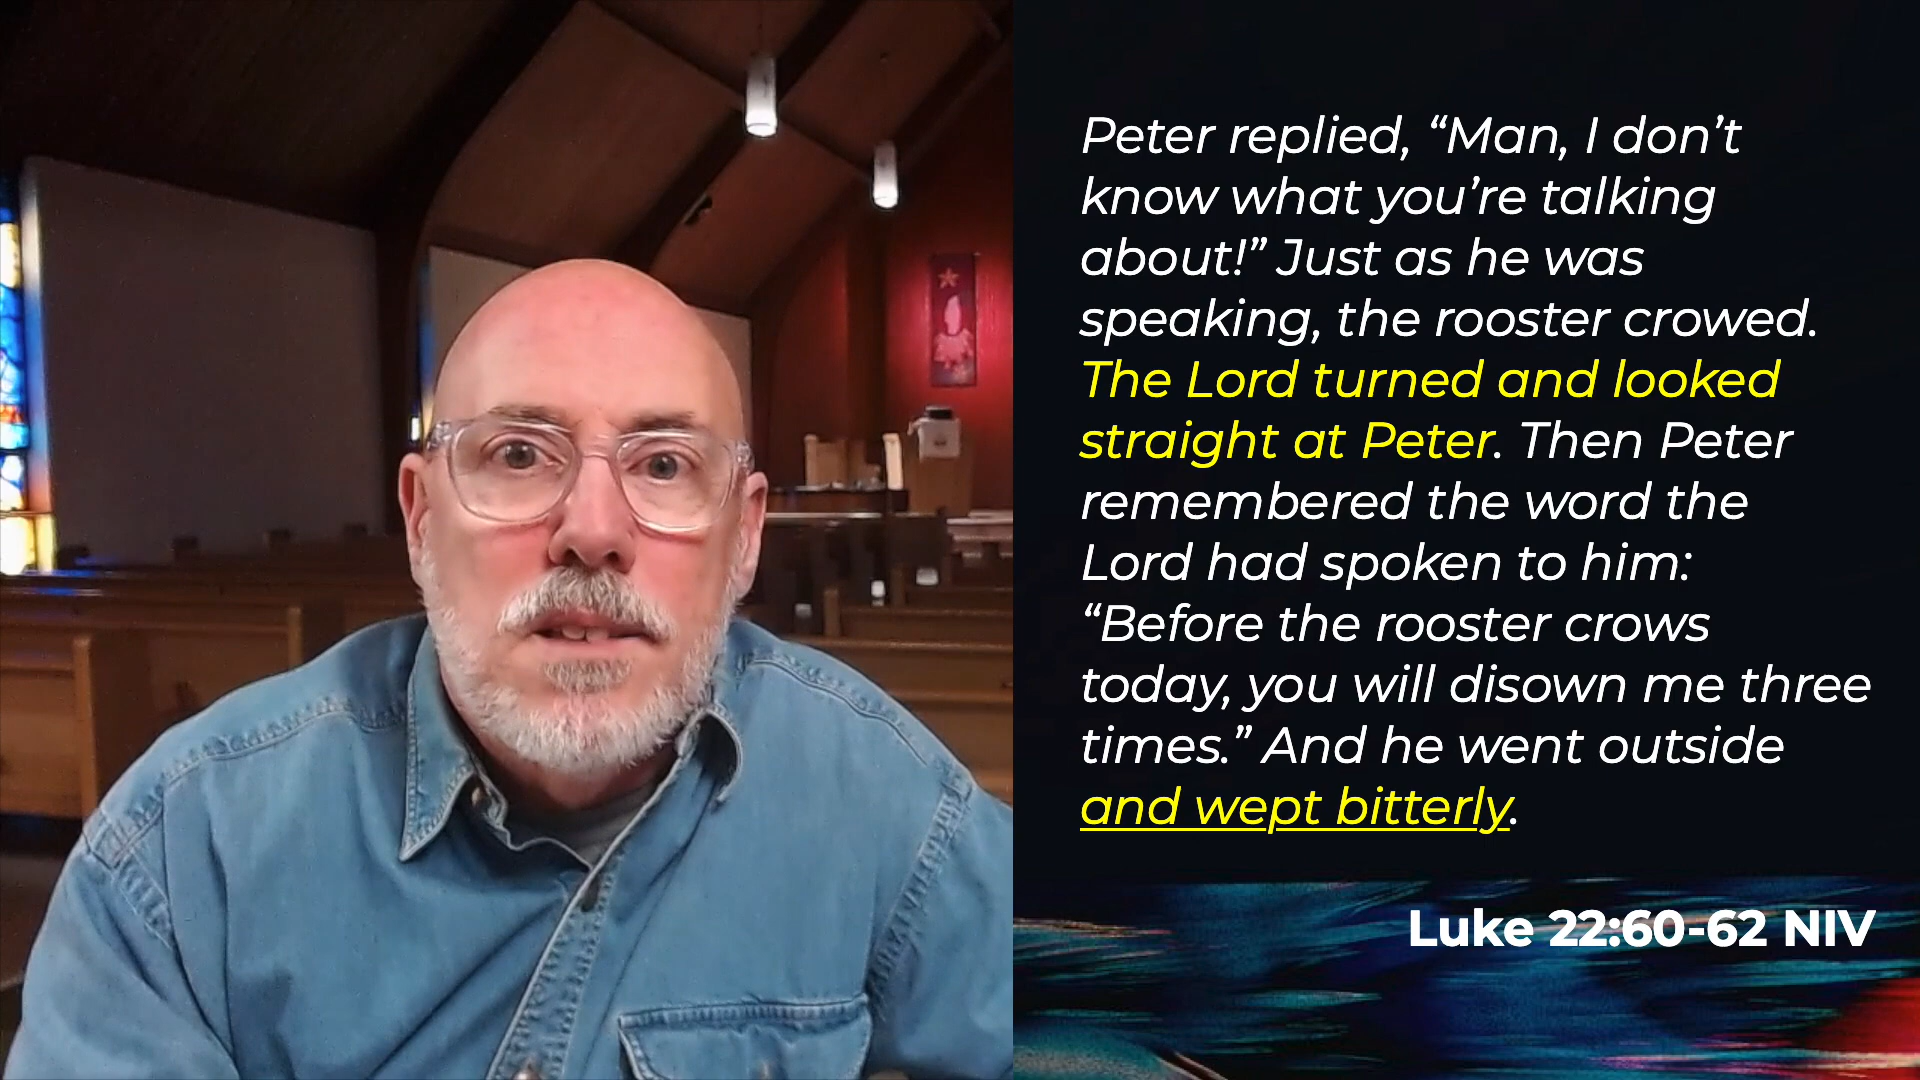 Peter replied, “Man, I don’t
know what you’re talking
about!” Just as he was
speaking, the rooster crowed.
The Lord turned and looked
straight at Peter. Then Peter
remembered the word the
Lord had spoken to him:
“Before the rooster crows
today, you will disown me three
times.” And he went outside
and wept bitterly.
Luke 22:60-62 NIV